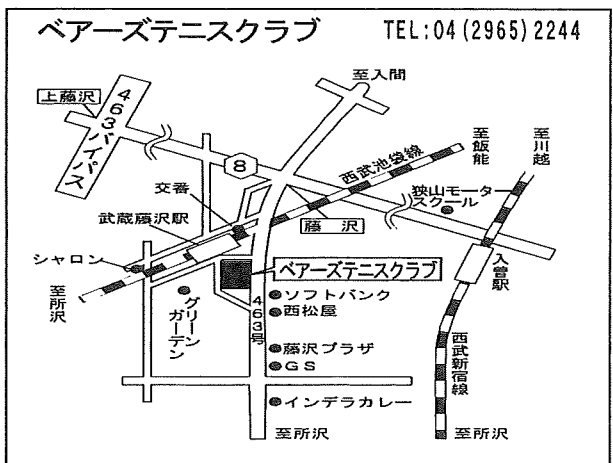 ベアーズテニスクラブ TEL:04(2965)2244
至入間
上藤沢
463バイパス
8
西武池袋線
至飯能
至川越
交番
狭山モータースクール
武蔵藤沢駅
藤沢
シャロン
ベアーズテニスクラブ
入曽駅
至所沢
グリーンガーデン
463号
ソフトバンク
西松屋
藤沢プラザ
GS
西武新宿線
インデラカレー
至所沢
至所沢